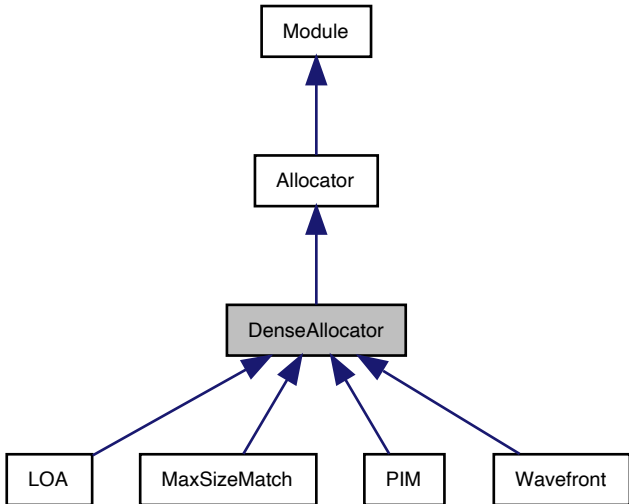 Module
Allocator
DenseAllocator
LOA
MaxSizeMatch
PIM
Wavefront